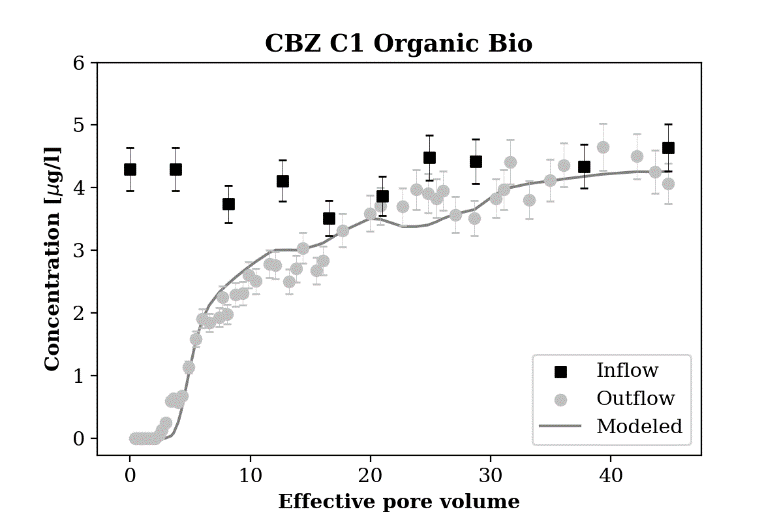 CBZ C1 Organic Bio
6
5
4
3
2
1
0
Concentration [μg/l]
Inflow
Outflow
Modeled
0 10 20 30 40
Effective pore volume